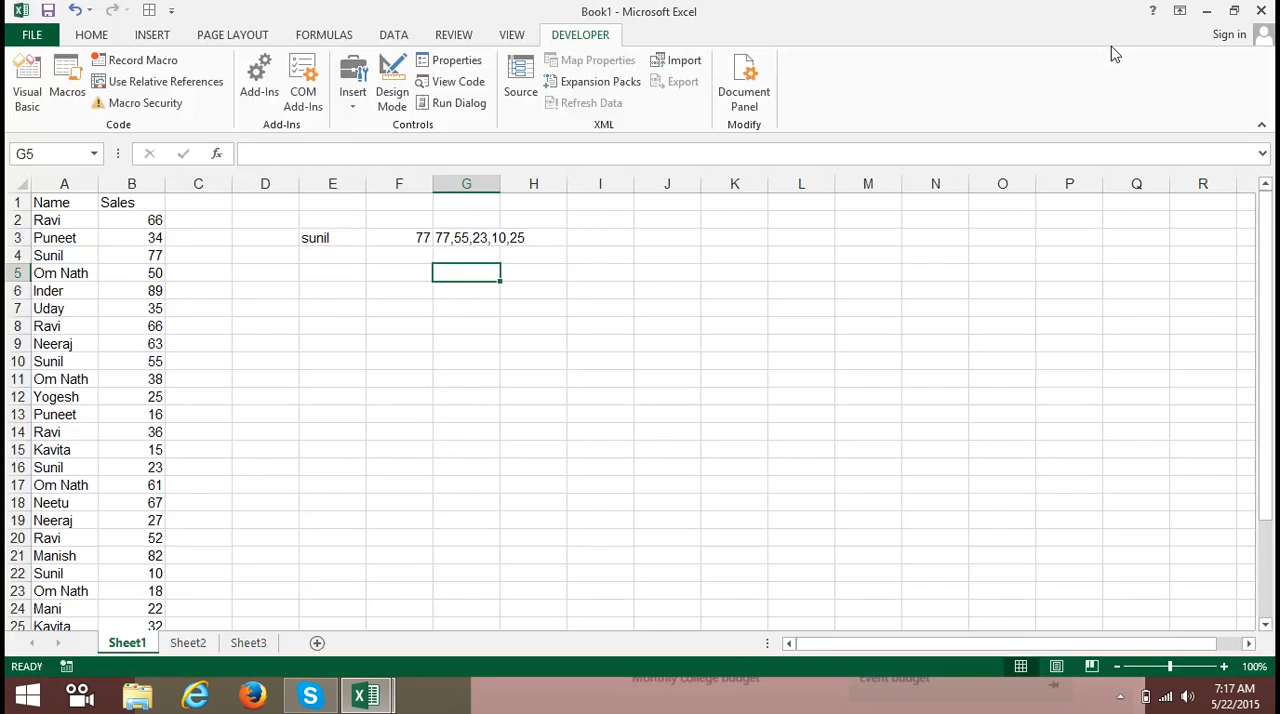 Book1 - Microsoft Excel
?
FILE HOME INSERT PAGE LAYOUT FORMULAS DATA REVIEW VIEW DEVELOPER Sign in
Visual Basic
Macros
Record Macro
Use Relative References
Macro Security
Code
Add-Ins
COM Add-Ins
Add-Ins
Insert
Design Mode
Properties
View Code
Run Dialog
Controls
Source
Map Properties
Expansion Packs
Refresh Data
Import
Export
XML
Document Panel
Modify
G5 fx
A B C D E F G H I J K L M N O P Q R
1 Name Sales
2 Ravi 66
3 Puneet 34 sunil 77 77,55,23,10,25
4 Sunil 77
5 Om Nath 50
6 Inder 89
7 Uday 35
8 Ravi 66
9 Neeraj 63
10 Sunil 55
11 Om Nath 38
12 Yogesh 25
13 Puneet 16
14 Ravi 36
15 Kavita 15
16 Sunil 23
17 Om Nath 61
18 Neetu 67
19 Neeraj 27
20 Ravi 52
21 Manish 82
22 Sunil 10
23 Om Nath 18
24 Mani 22
25 Kavita 32
Sheet1 Sheet2 Sheet3
READY 100%
Monthly college budget Event budget
7:17 AM
5/22/2015